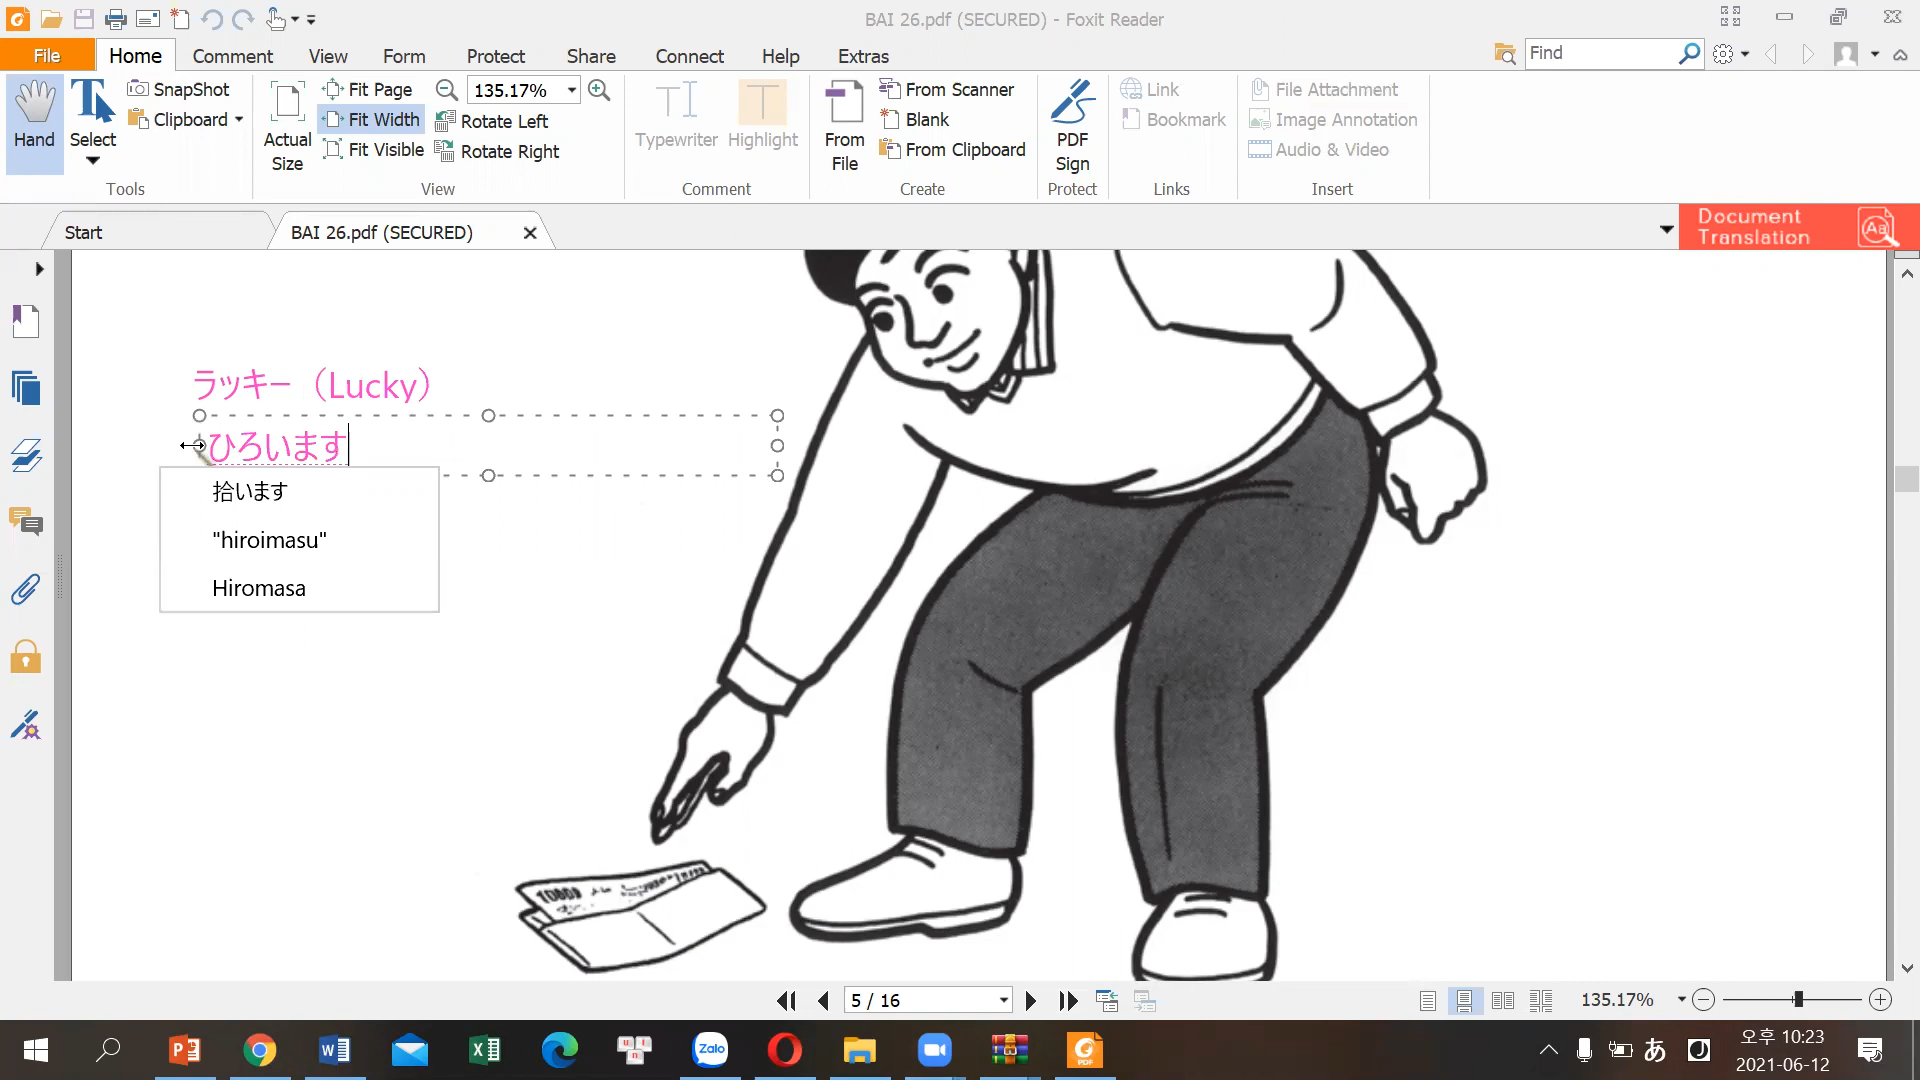 BAI 26.pdf (SECURED) - Foxit Reader
File Home Comment View Form Protect Share Connect Help Extras
Find
Hand
Select
SnapShot
Clipboard
Tools
Actual Size
Fit Page
Fit Width
Fit Visible
135.17%
Rotate Left
Rotate Right
View
Typewriter
Highlight
Comment
From File
From Scanner
Blank
From Clipboard
Create
PDF Sign
Protect
Link
Bookmark
Links
File Attachment
Image Annotation
Audio & Video
Insert
Start
BAI 26.pdf (SECURED)
Document Translation
ラッキー（Lucky）
ひろいます
拾います
"hiroimasu"
Hiromasa
10000
5 / 16
135.17%
Zalo
あ
오후 10:23
2021-06-12